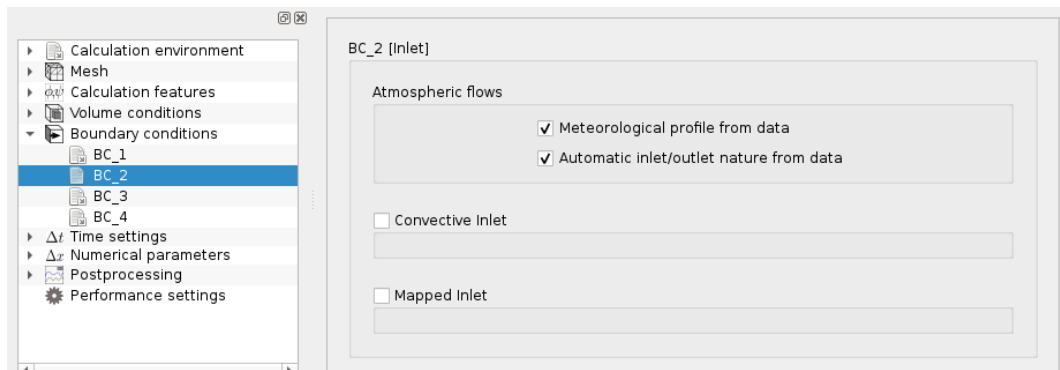 BC_2 [Inlet]
Calculation environment
Mesh
Calculation features
Volume conditions
Boundary conditions
BC_1
BC_2
BC_3
BC_4
Δt Time settings
Δx Numerical parameters
Postprocessing
Performance settings
Atmospheric flows
Meteorological profile from data
Automatic inlet/outlet nature from data
Convective Inlet
Mapped Inlet